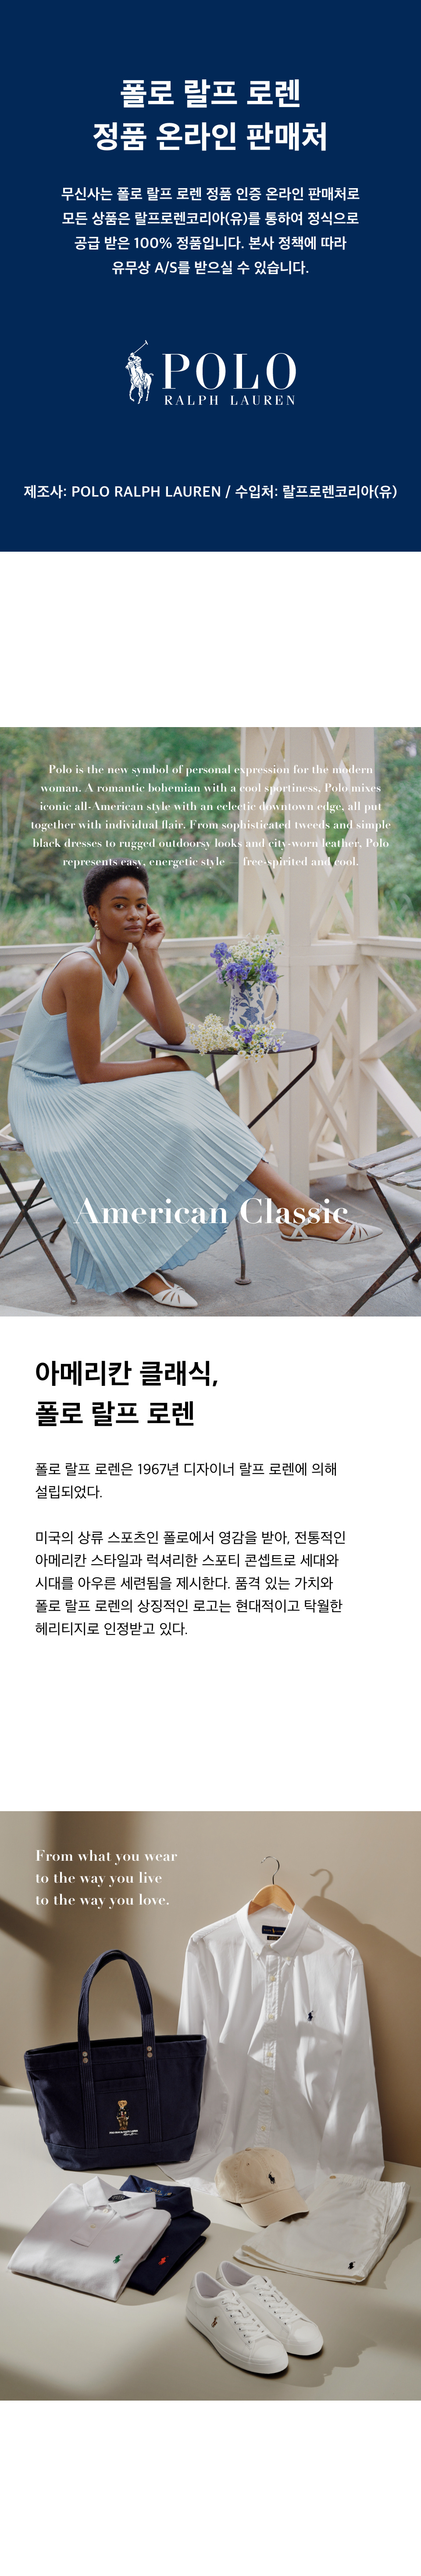 폴로 랄프 로렌
정품 온라인 판매처
무신사는 폴로 랄프 로렌 정품 인증 온라인 판매처로
모든 상품은 랄프로렌코리아(유)를 통하여 정식으로
공급 받은 100% 정품입니다. 본사 정책에 따라
유무상 A/S를 받으실 수 있습니다.
POLO
RALPH LAUREN
제조사: POLO RALPH LAUREN / 수입처: 랄프로렌코리아(유)
Polo is the new symbol of personal expression for the modern
woman. A romantic bohemian with a cool sportiness, Polo mixes
iconic all-American style with an eclectic downtown edge, all put
together with individual flair. From sophisticated tweeds and simple
black dresses to rugged outdoorsy looks and city-worn leather, Polo
represents easy, energetic style free-spirited and cool.
American Classic
아메리칸 클래식,
폴로 랄프 로렌
폴로 랄프 로렌은 1967년 디자이너 랄프 로렌에 의해
설립되었다.
미국의 상류 스포츠인 폴로에서 영감을 받아, 전통적인
아메리칸 스타일과 럭셔리한 스포티 콘셉트로 세대와
시대를 아우른 세련됨을 제시한다. 품격 있는 가치와
폴로 랄프 로렌의 상징적인 로고는 현대적이고 탁월한
헤리티지로 인정받고 있다.
From what you wear
to the way you live
to the way you love.